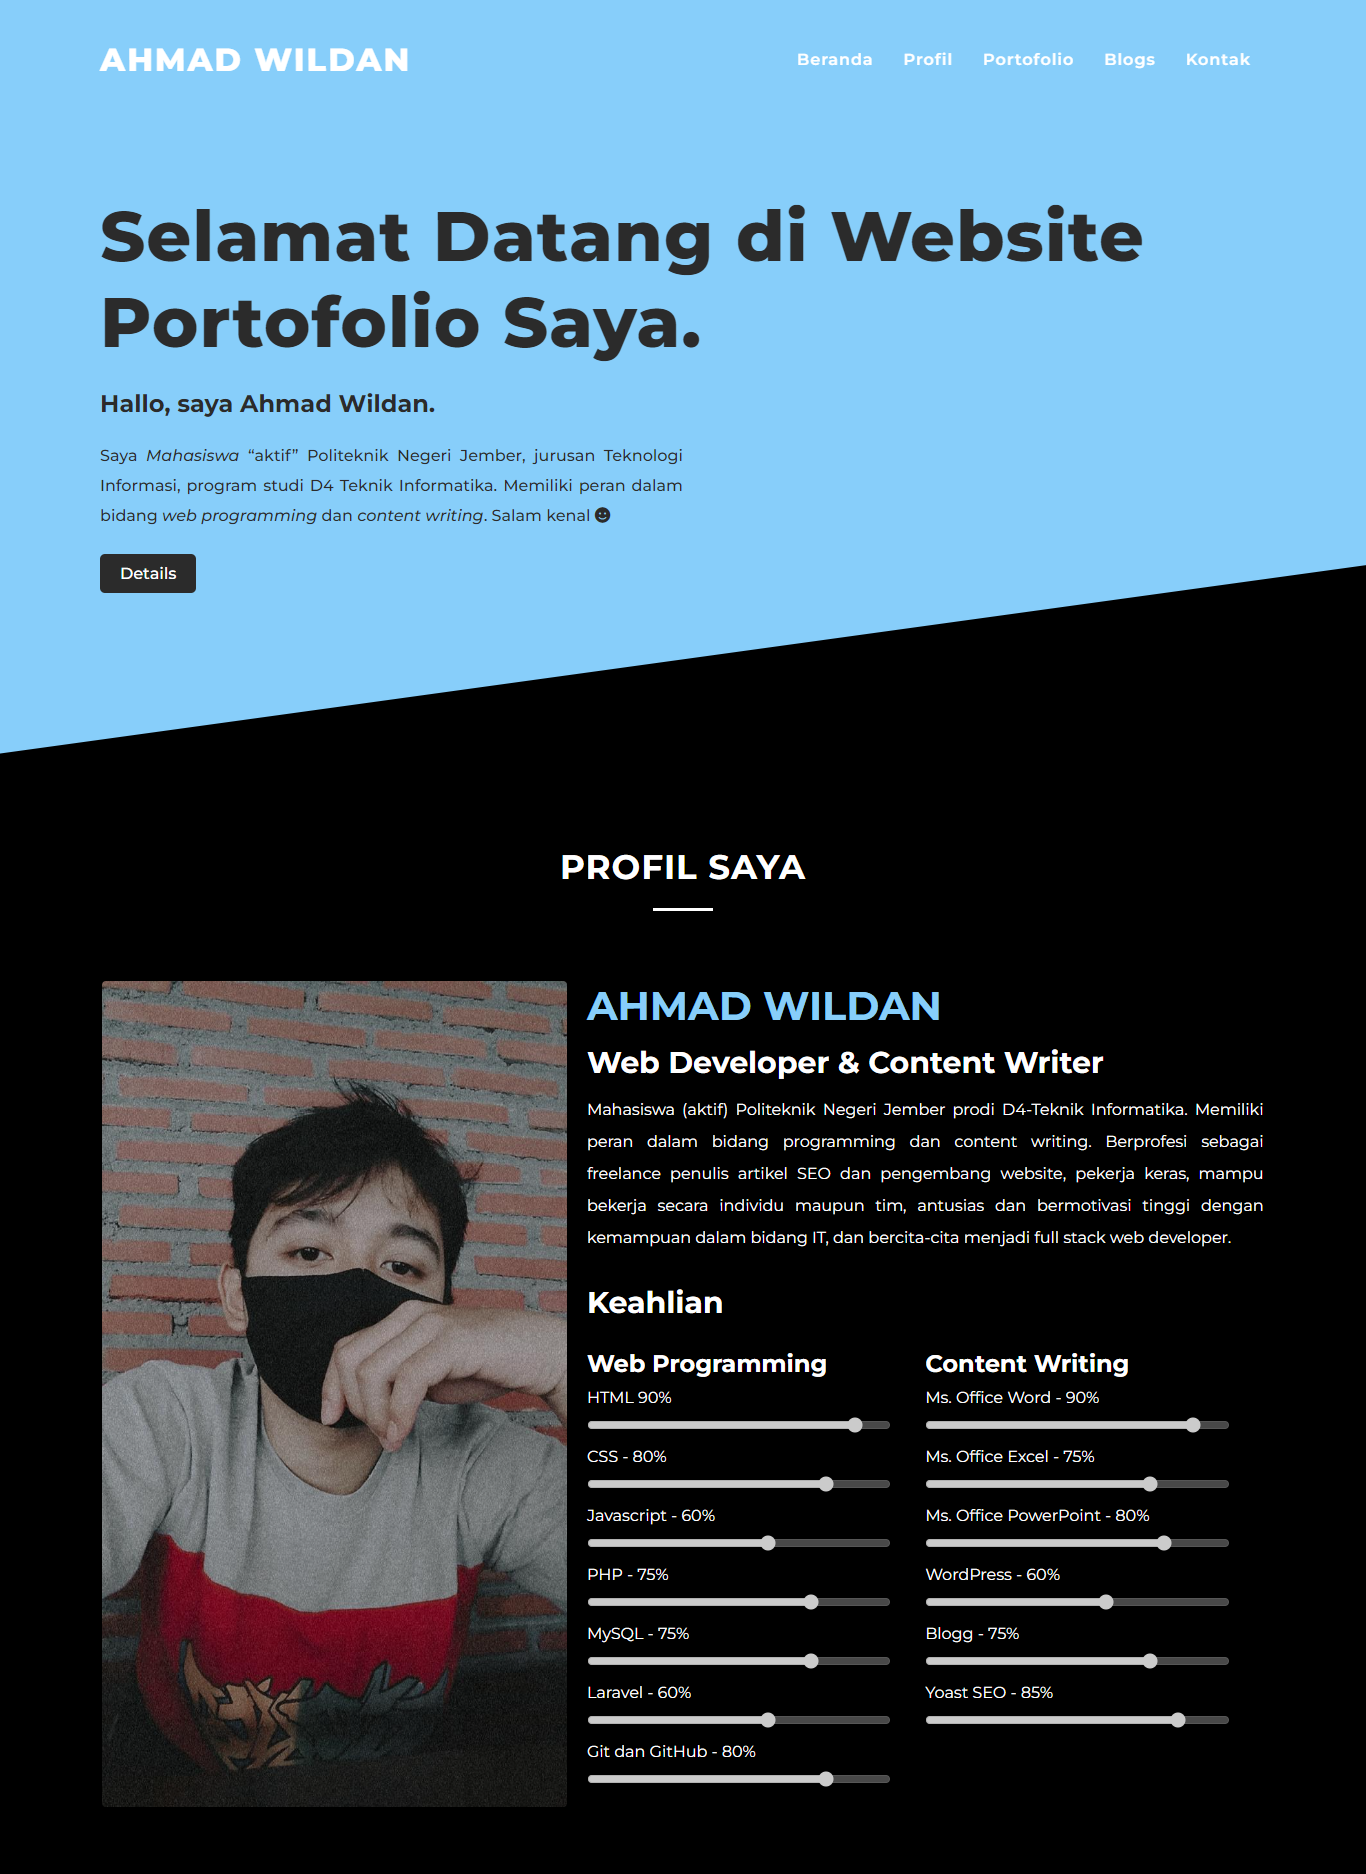 AHMAD WILDAN
Beranda Profil Portofolio Blogs Kontak
Selamat Datang di Website
Portofolio Saya.
Hallo, saya Ahmad Wildan.
Saya Mahasiswa “aktif” Politeknik Negeri Jember, jurusan Teknologi
Informasi, program studi D4 Teknik Informatika. Memiliki peran dalam
bidang web programming dan content writing. Salam kenal
Details
PROFIL SAYA
AHMAD WILDAN
Web Developer & Content Writer
Mahasiswa (aktif) Politeknik Negeri Jember prodi D4-Teknik Informatika. Memiliki
peran dalam bidang programming dan content writing. Berprofesi sebagai
freelance penulis artikel SEO dan pengembang website, pekerja keras, mampu
bekerja secara individu maupun tim, antusias dan bermotivasi tinggi dengan
kemampuan dalam bidang IT, dan bercita-cita menjadi full stack web developer.
Keahlian
Web Programming
HTML 90%
CSS - 80%
Javascript - 60%
PHP - 75%
MySQL - 75%
Laravel - 60%
Git dan GitHub - 80%
Content Writing
Ms. Office Word - 90%
Ms. Office Excel - 75%
Ms. Office PowerPoint - 80%
WordPress - 60%
Blogg - 75%
Yoast SEO - 85%